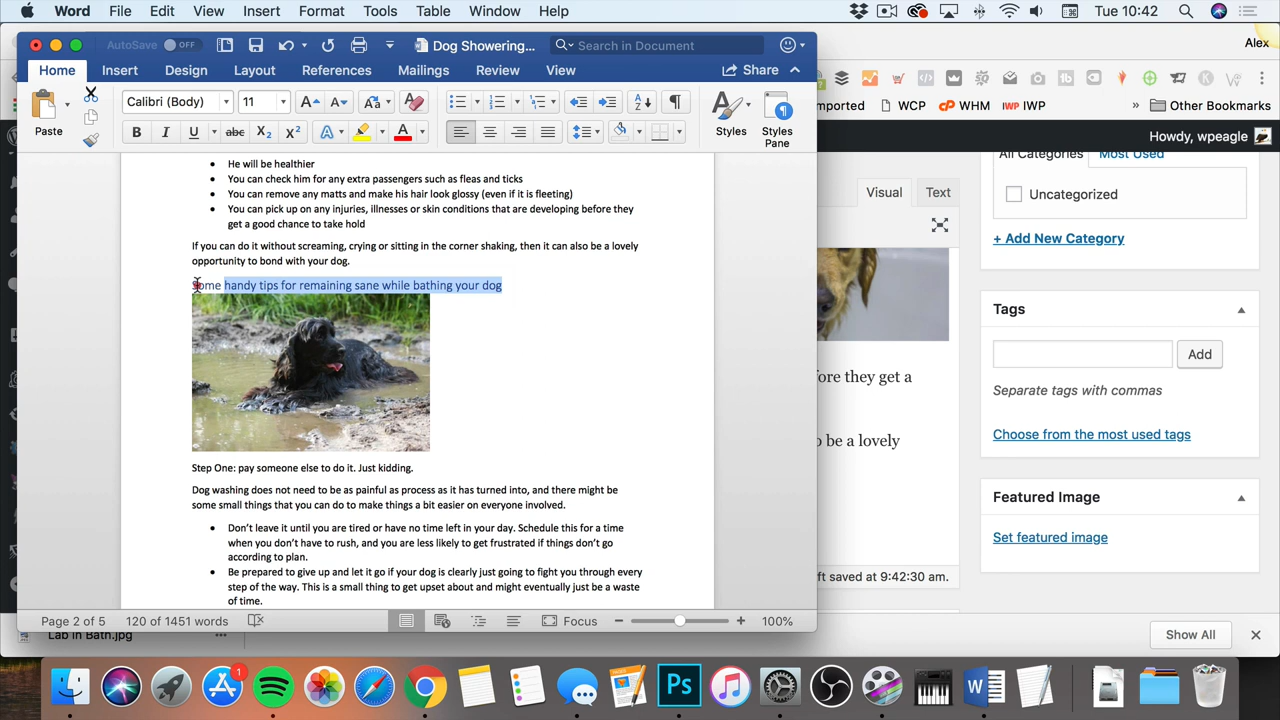 Word File Edit View Insert Format Tools Table Window Help Tue 10:42
AutoSave OFF Dog Showering... Search in Document
Alex
Home Insert Design Layout References Mailings Review View Share
Paste Calibri (Body) 11 Styles Styles Pane
B I U abc X2 X2 A A
imported WCP WHM IWP » Other Bookmarks
Howdy, wpeagle
He will be healthier
You can check him for any extra passengers such as fleas and ticks
You can remove any matts and make his hair look glossy (even if it is fleeting)
You can pick up on any injuries, illnesses or skin conditions that are developing before they
get a good chance to take hold
If you can do it without screaming, crying or sitting in the corner shaking, then it can also be a lovely
opportunity to bond with your dog.
Some handy tips for remaining sane while bathing your dog
Step One: pay someone else to do it. Just kidding.
Dog washing does not need to be as painful as process as it has turned into, and there might be
some small things that you can do to make things a bit easier on everyone involved.
Don't leave it until you are tired or have no time left in your day. Schedule this for a time
when you don't have to rush, and you are less likely to get frustrated if things don't go
according to plan.
Be prepared to give up and let it go if your dog is clearly just going to fight you through every
step of the way. This is a small thing to get upset about and might eventually just be a waste
of time.
Page 2 of 5 120 of 1451 words Focus 100%
Visual Text
ore they get a
o be a lovely
ft saved at 9:42:30 am.
All Categories Most Used
Uncategorized
+ Add New Category
Tags
Add
Separate tags with commas
Choose from the most used tags
Featured Image
Set featured image
Lab in Bath.jpg
Show All
1
Ps
W